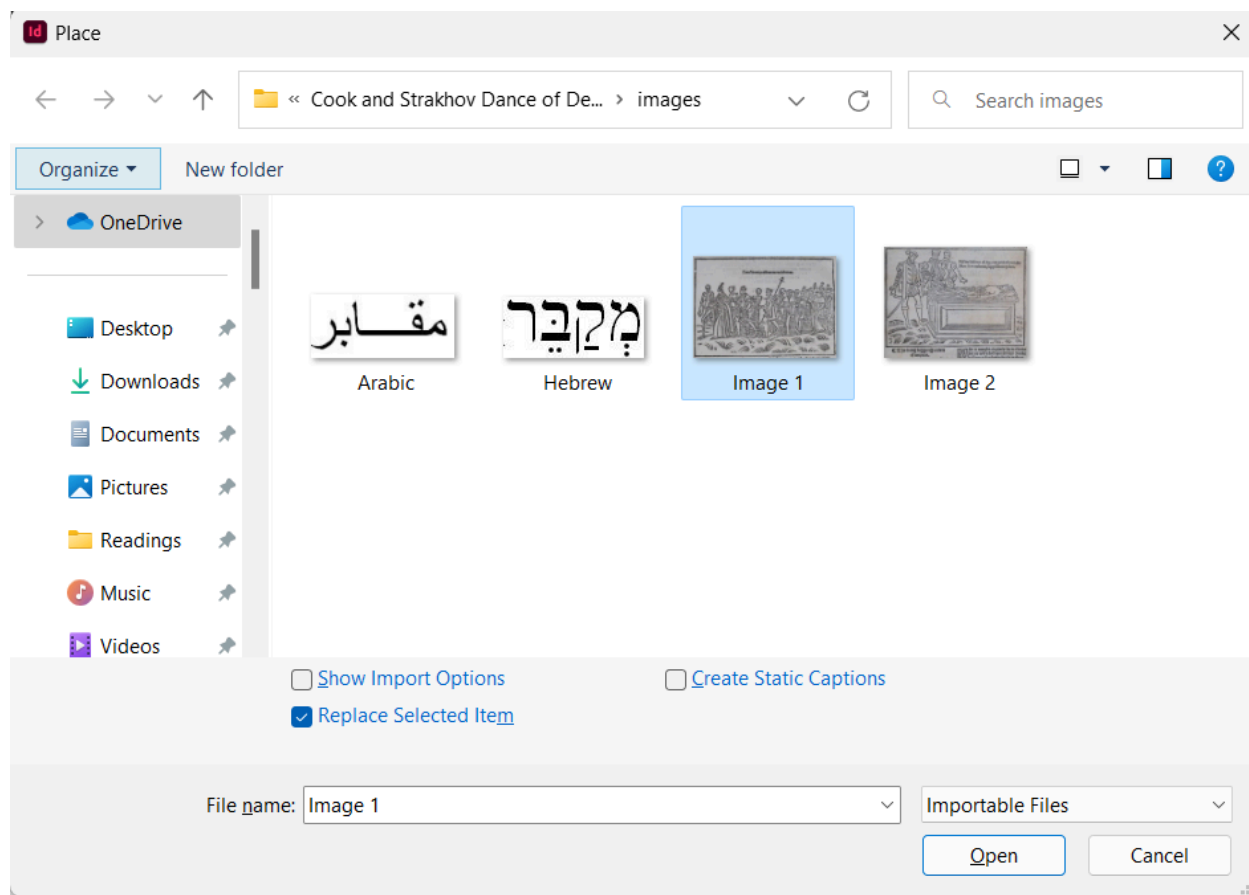 Id Place
« Cook and Strakhov Dance of De... › images
Search images
Organize
New folder
?
OneDrive
Desktop
Downloads
Documents
Pictures
Readings
Music
Videos
مقـــابر
מְקַבֵּר
Arabic
Hebrew
Image 1
Image 2
Show Import Options
Create Static Captions
Replace Selected Item
File name: Image 1
Importable Files
Open
Cancel